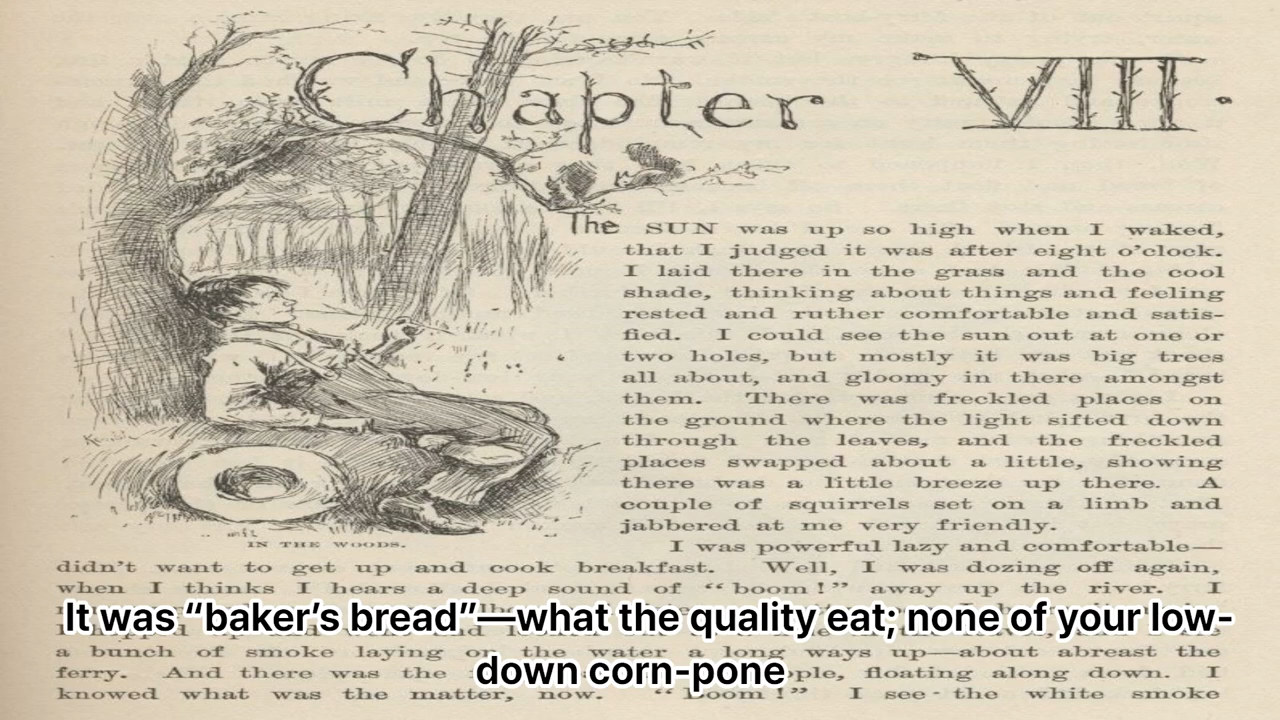 Chapter VIII.
The SUN was up so high when I waked,
that I judged it was after eight o'clock.
I laid there in the grass and the cool
shade, thinking about things and feeling
rested and ruther comfortable and satis-
fied. I could see the sun out at one or
two holes, but mostly it was big trees
all about, and gloomy in there amongst
them. There was freckled places on
the ground where the light sifted down
through the leaves, and the freckled
places swapped about a little, showing
there was a little breeze up there. A
couple of squirrels set on a limb and
jabbered at me very friendly.
IN THE WOODS.
I was powerful lazy and comfortable—
didn't want to get up and cook breakfast. Well, I was dozing off again,
when I thinks I hears a deep sound of “boom!” away up the river. I
a bunch of smoke laying on the water a long ways up—about abreast the
ferry. And there was the floating along down. I
knowed what was the matter, now. “Boom!” I see the white smoke
It was “baker’s bread”—what the quality eat; none of your low-
down corn-pone